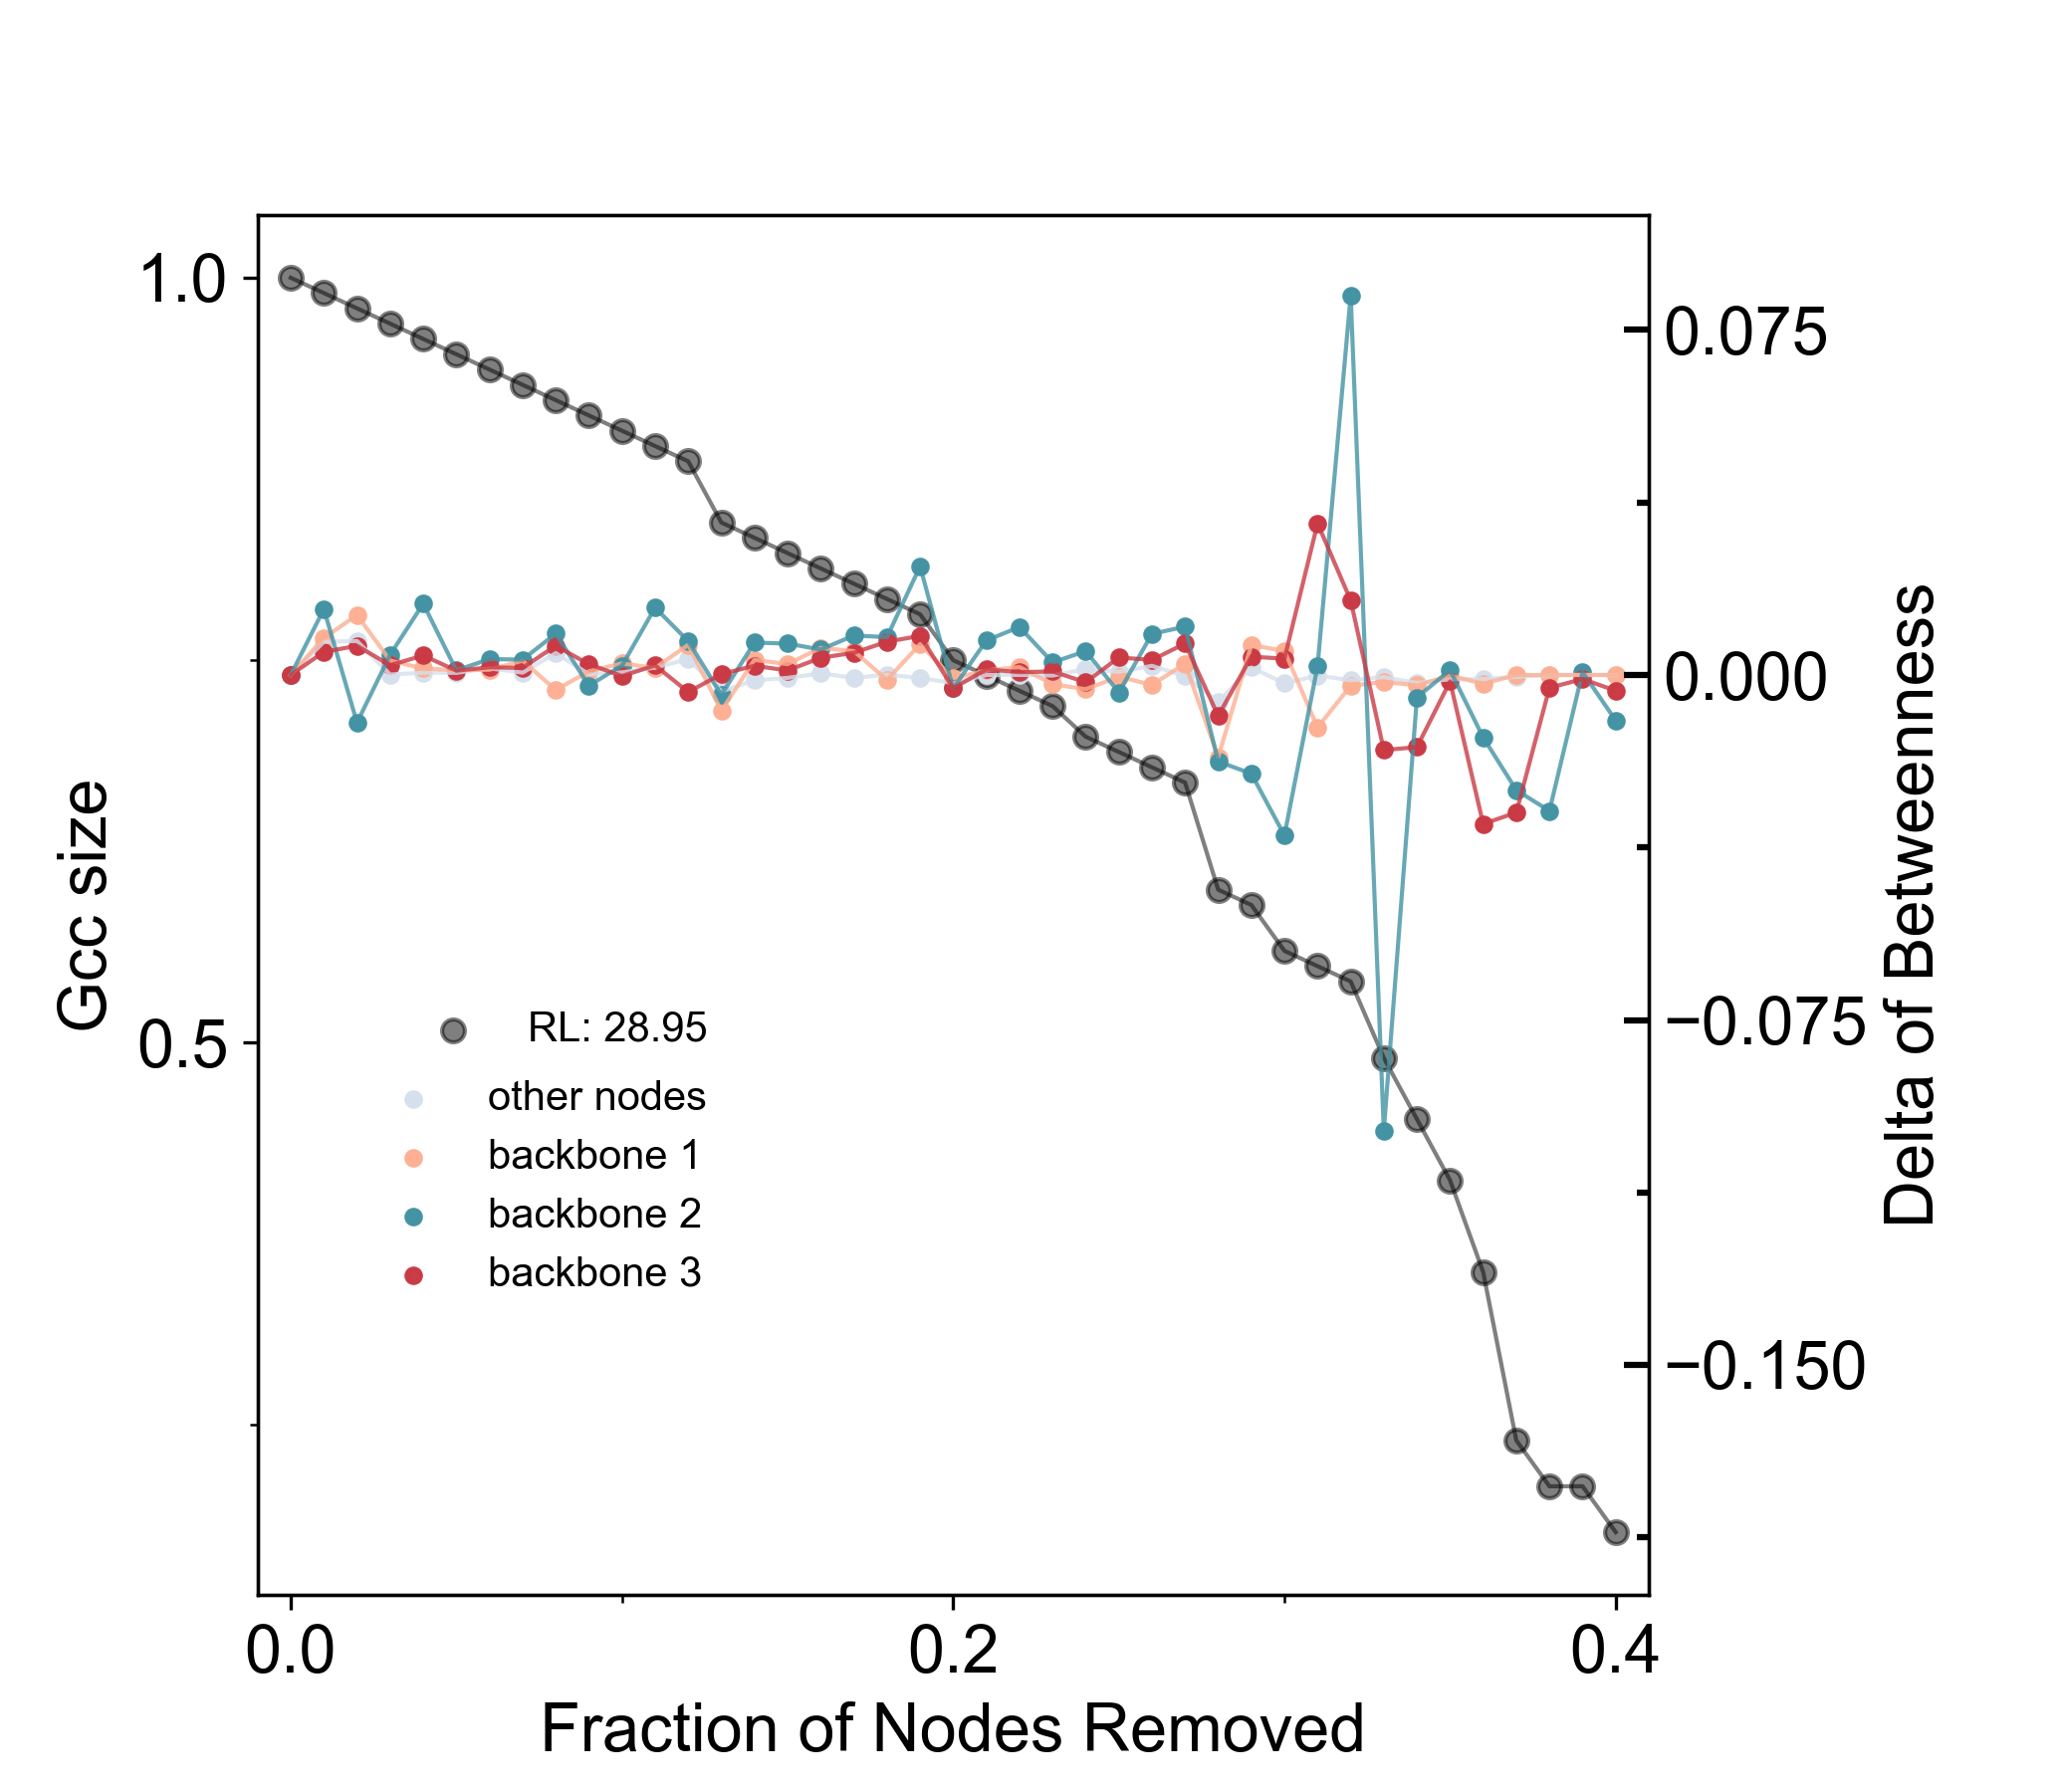 1.0
0.5
Gcc size
0.075
0.000
−0.075
−0.150
Delta of Betweenness
RL: 28.95
other nodes
backbone 1
backbone 2
backbone 3
0.0
0.2
0.4
Fraction of Nodes Removed